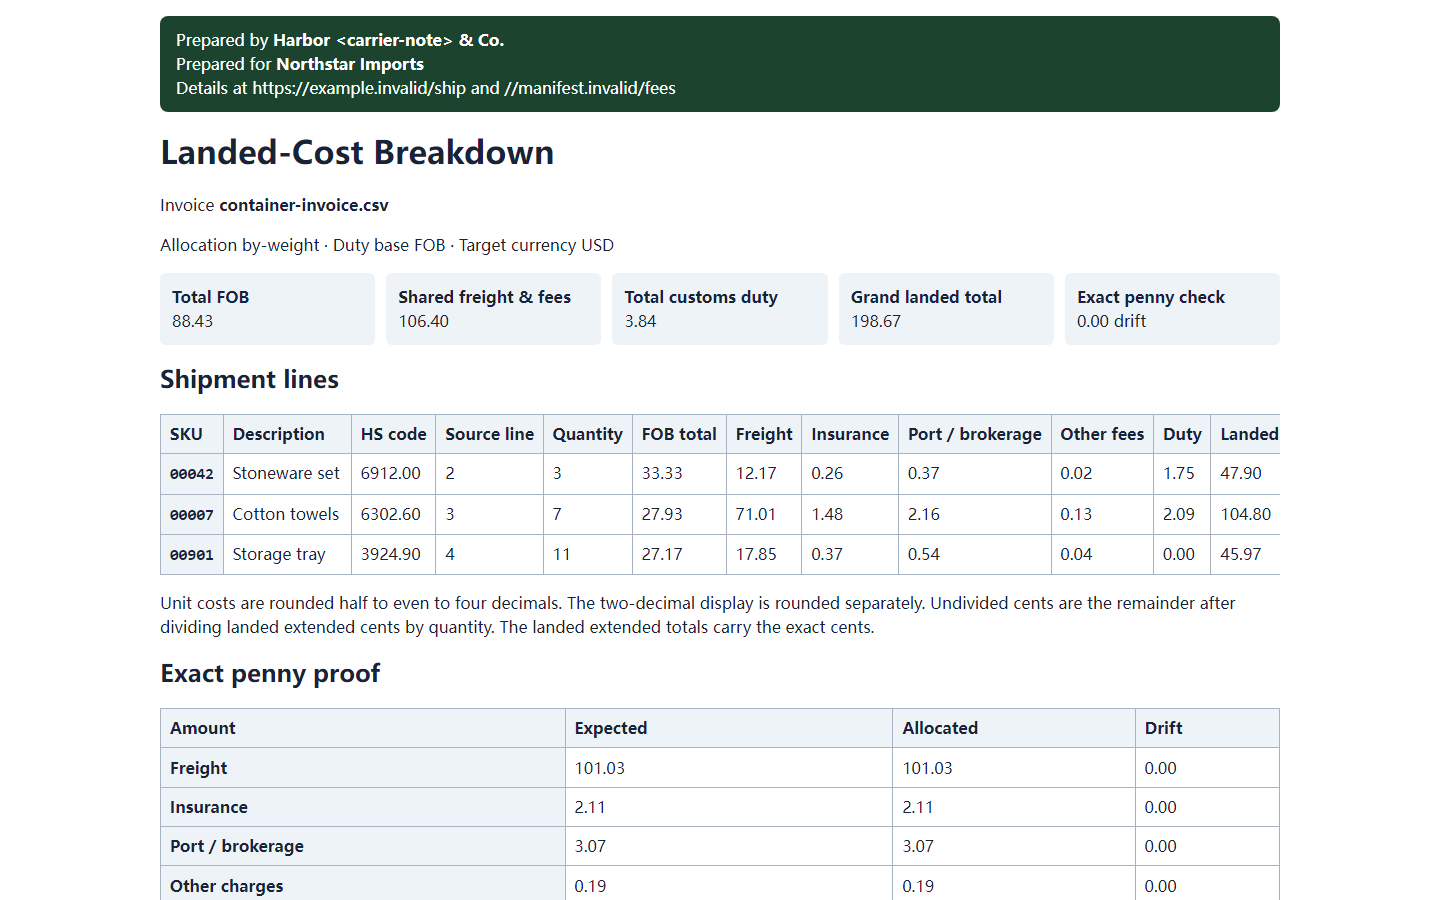 Prepared by Harbor <carrier-note> & Co.
Prepared for Northstar Imports
Details at https://example.invalid/ship and //manifest.invalid/fees
Landed-Cost Breakdown
Invoice container-invoice.csv
Allocation by-weight · Duty base FOB · Target currency USD
Total FOB Shared freight & fees Total customs duty Grand landed total Exact penny check
88.43 106.40 3.84 198.67 0.00 drift
Shipment lines
SKU Description HS code Source line Quantity FOB total Freight Insurance Port / brokerage Other fees Duty Landed
00042 Stoneware set 6912.00 2 3 33.33 12.17 0.26 0.37 0.02 1.75 47.90
00007 Cotton towels 6302.60 3 7 27.93 71.01 1.48 2.16 0.13 2.09 104.80
00901 Storage tray 3924.90 4 11 27.17 17.85 0.37 0.54 0.04 0.00 45.97
Unit costs are rounded half to even to four decimals. The two-decimal display is rounded separately. Undivided cents are the remainder after
dividing landed extended cents by quantity. The landed extended totals carry the exact cents.
Exact penny proof
Amount Expected Allocated Drift
Freight 101.03 101.03 0.00
Insurance 2.11 2.11 0.00
Port / brokerage 3.07 3.07 0.00
Other charges 0.19 0.19 0.00